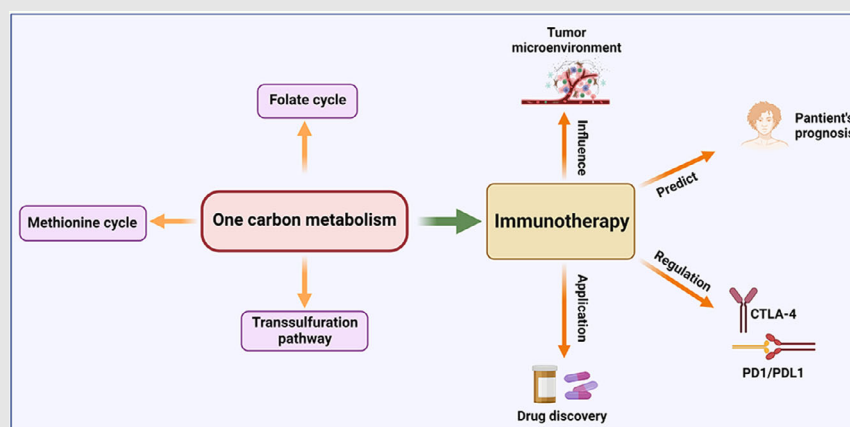 Tumor
microenvironment
Folate cycle
Influence
Pantient's
prognosis
Predict
Methionine cycle
One carbon metabolism
Immunotherapy
Regulation
Transsulfuration
pathway
Application
CTLA-4
PD1/PDL1
Drug discovery